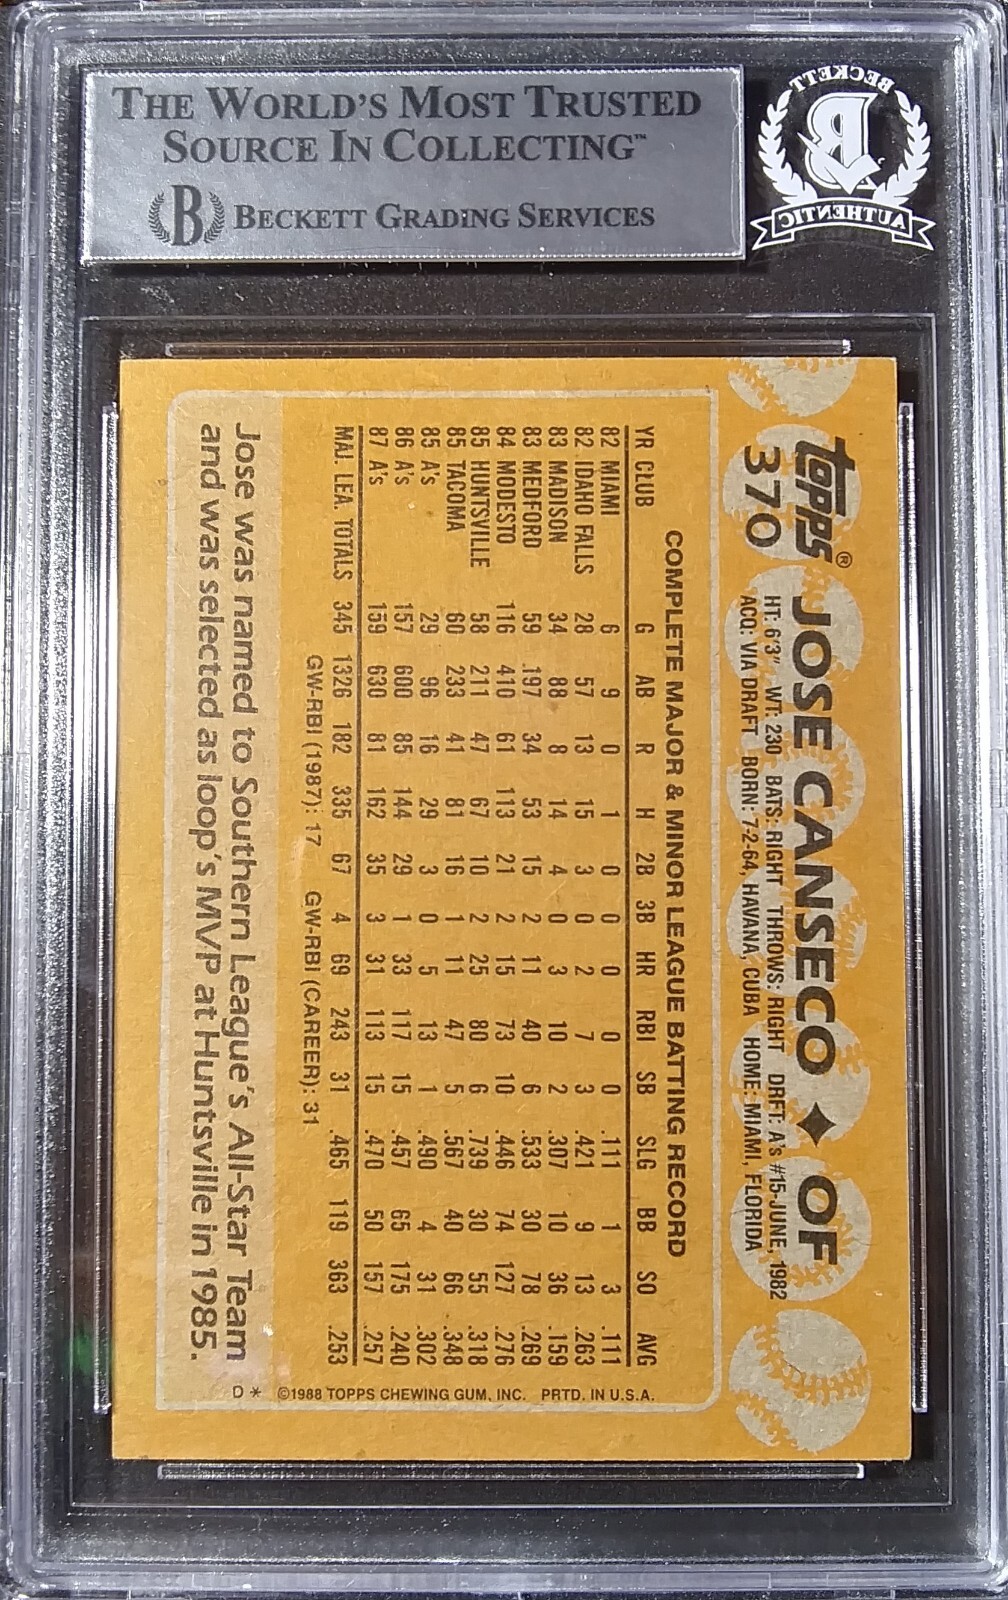 THE WORLD'S MOST TRUSTED
SOURCE IN COLLECTING™
B BECKETT GRADING SERVICES
BECKETT
B
AUTHENTIC
topps® JOSE CANSECO ♦ OF
370
HT: 6'3" WT: 230 BATS: RIGHT THROWS: RIGHT DRFT: A's #15-JUNE, 1982
ACQ: VIA DRAFT BORN: 7-2-64, HAVANA, CUBA HOME: MIAMI, FLORIDA
COMPLETE MAJOR & MINOR LEAGUE BATTING RECORD
YR CLUB G AB R H 2B 3B HR RBI SB SLG BB SO AVG
82 MIAMI 6 9 0 1 0 0 0 0 0 .111 1 3 .111
82 IDAHO FALLS 28 57 13 15 3 0 2 7 3 .421 9 13 .263
83 MADISON 34 88 8 14 4 0 3 10 2 .307 10 36 .159
83 MEDFORD 59 .197 34 53 15 2 11 40 6 .533 30 78 .269
84 MODESTO 116 410 61 113 21 2 15 73 10 .446 74 127 .276
85 HUNTSVILLE 58 211 47 67 10 2 25 80 6 .739 30 55 .318
85 TACOMA 60 233 41 81 16 1 11 47 5 .567 40 66 .348
85 A's 29 96 16 29 3 0 5 13 1 .490 4 31 .302
86 A's 157 600 85 144 29 1 33 117 15 .457 65 175 .240
87 A's 159 630 81 162 35 3 31 113 15 .470 50 157 .257
MAJ. LEA. TOTALS 345 1326 182 335 67 4 69 243 31 .465 119 363 .253
GW-RBI (1987): 17 GW-RBI (CAREER): 31
Jose was named to Southern League's All-Star Team
and was selected as loop's MVP at Huntsville in 1985.
D * ©1988 TOPPS CHEWING GUM, INC. PRTD. IN U.S.A.